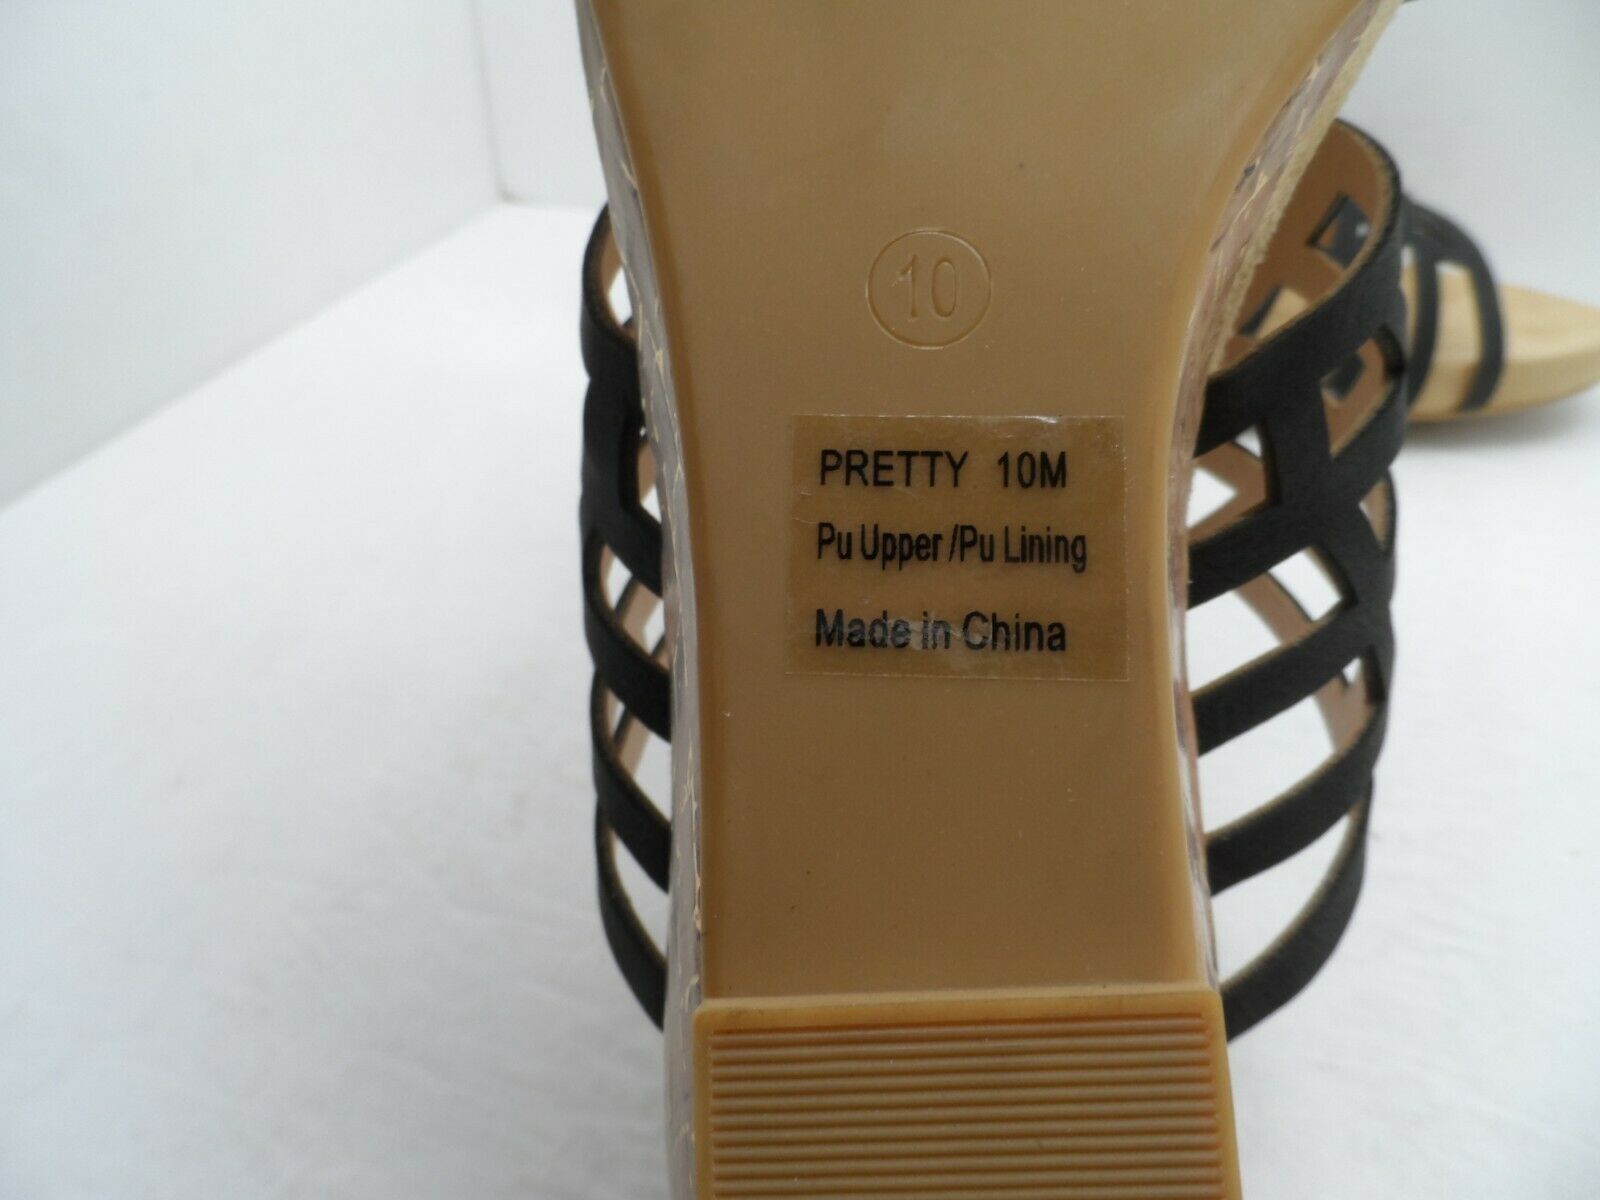 10
PRETTY 10M
Pu Upper/Pu Lining
Made in China